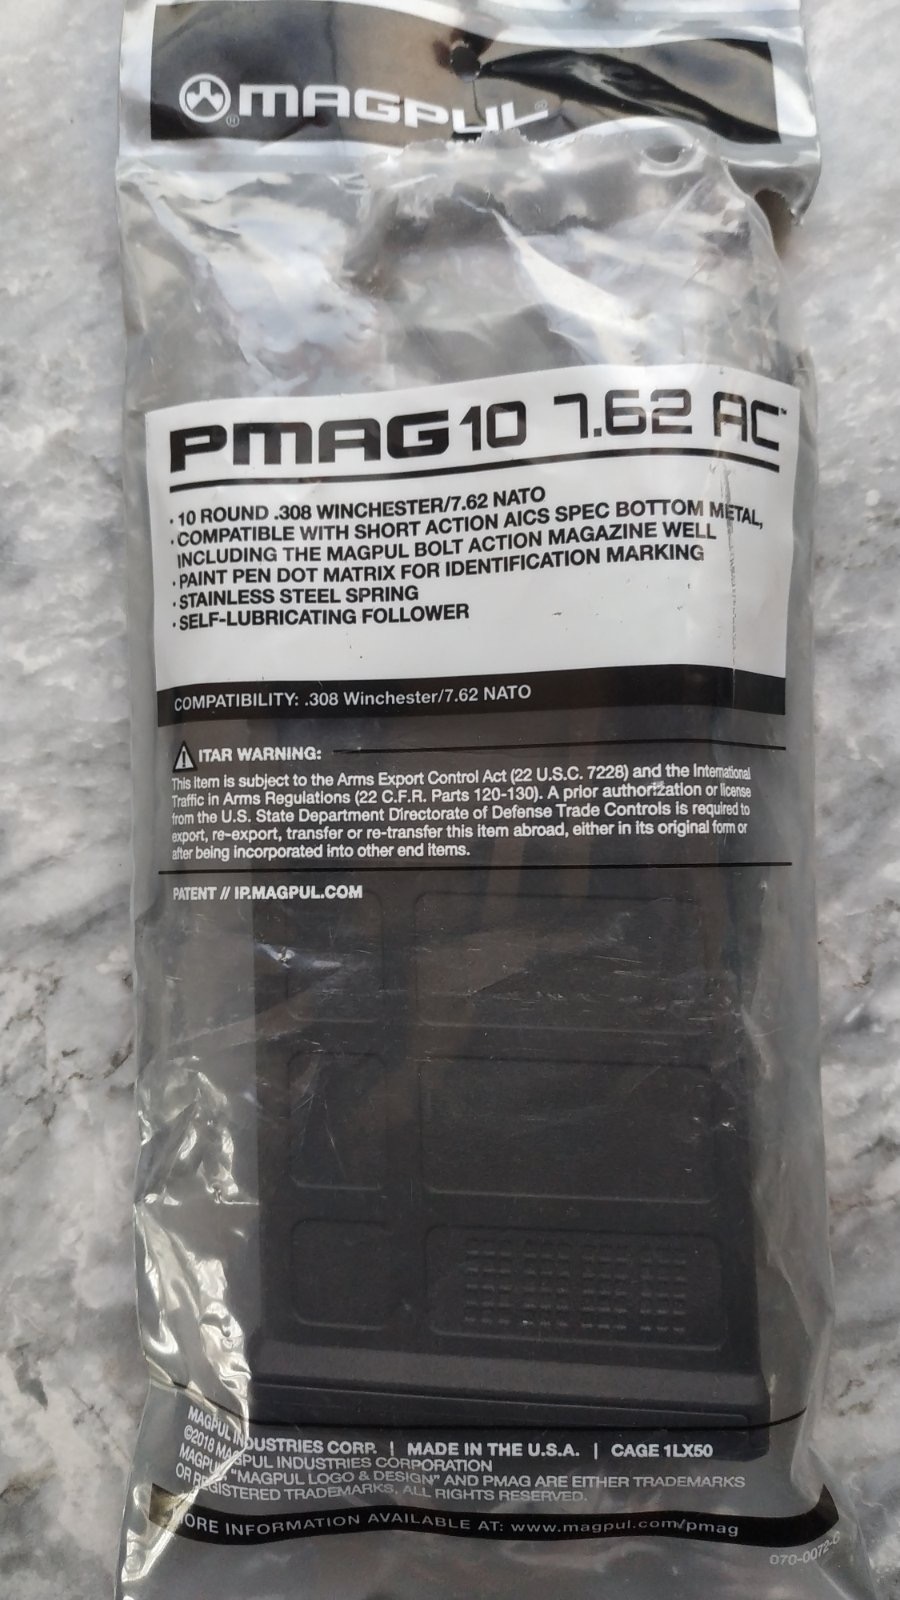 MAGPUL®
PMAG 10 7.62 AC™
· 10 ROUND .308 WINCHESTER/7.62 NATO
· COMPATIBLE WITH SHORT ACTION AICS SPEC BOTTOM METAL,
INCLUDING THE MAGPUL BOLT ACTION MAGAZINE WELL
· PAINT PEN DOT MATRIX FOR IDENTIFICATION MARKING
· STAINLESS STEEL SPRING
· SELF-LUBRICATING FOLLOWER
COMPATIBILITY: .308 Winchester/7.62 NATO
ITAR WARNING:
This item is subject to the Arms Export Control Act (22 U.S.C. 7228) and the International
Traffic in Arms Regulations (22 C.F.R. Parts 120-130). A prior authorization or license
from the U.S. State Department Directorate of Defense Trade Controls is required to
export, re-export, transfer or re-transfer this item abroad, either in its original form or
after being incorporated into other end items.
PATENT // IP.MAGPUL.COM
MAGPUL INDUSTRIES CORP. | MADE IN THE U.S.A. | CAGE 1LX50
©2018 MAGPUL INDUSTRIES CORPORATION
MAGPUL, "MAGPUL LOGO & DESIGN" AND PMAG ARE EITHER TRADEMARKS
OR REGISTERED TRADEMARKS. ALL RIGHTS RESERVED.
ORE INFORMATION AVAILABLE AT: www.magpul.com/pmag